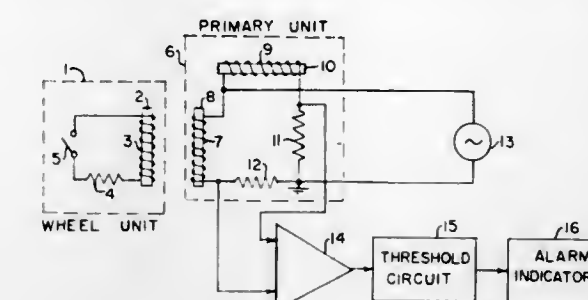 PRIMARY UNIT
6
9
10
1
2
8
3
5
7
11
13
4
12
WHEEL UNIT
14
15
16
THRESHOLD
CIRCUIT
ALARM
INDICATOR